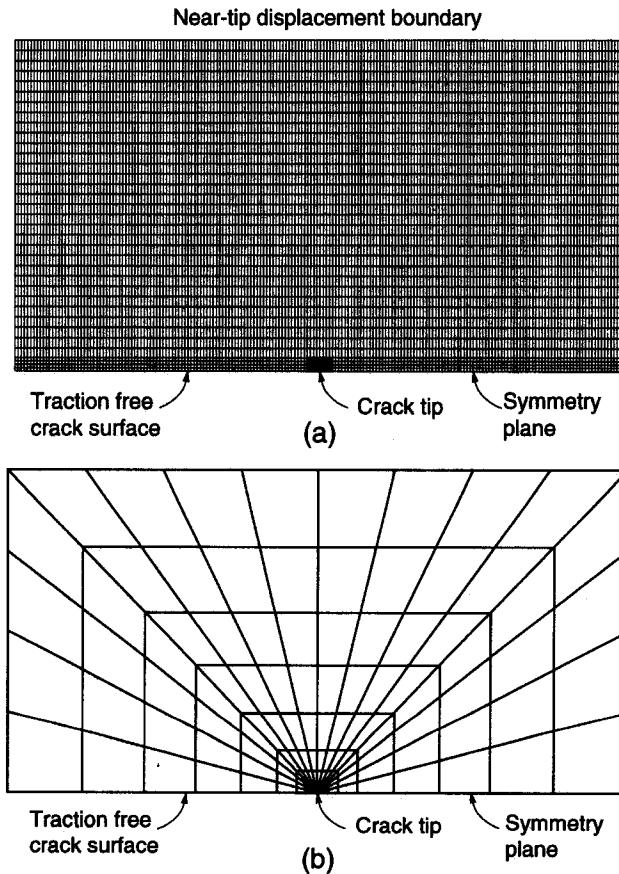 Near-tip displacement boundary
Traction free
crack surface
Crack tip
Symmetry
plane
(a)
Traction free
crack surface
Crack tip
Symmetry
plane
(b)